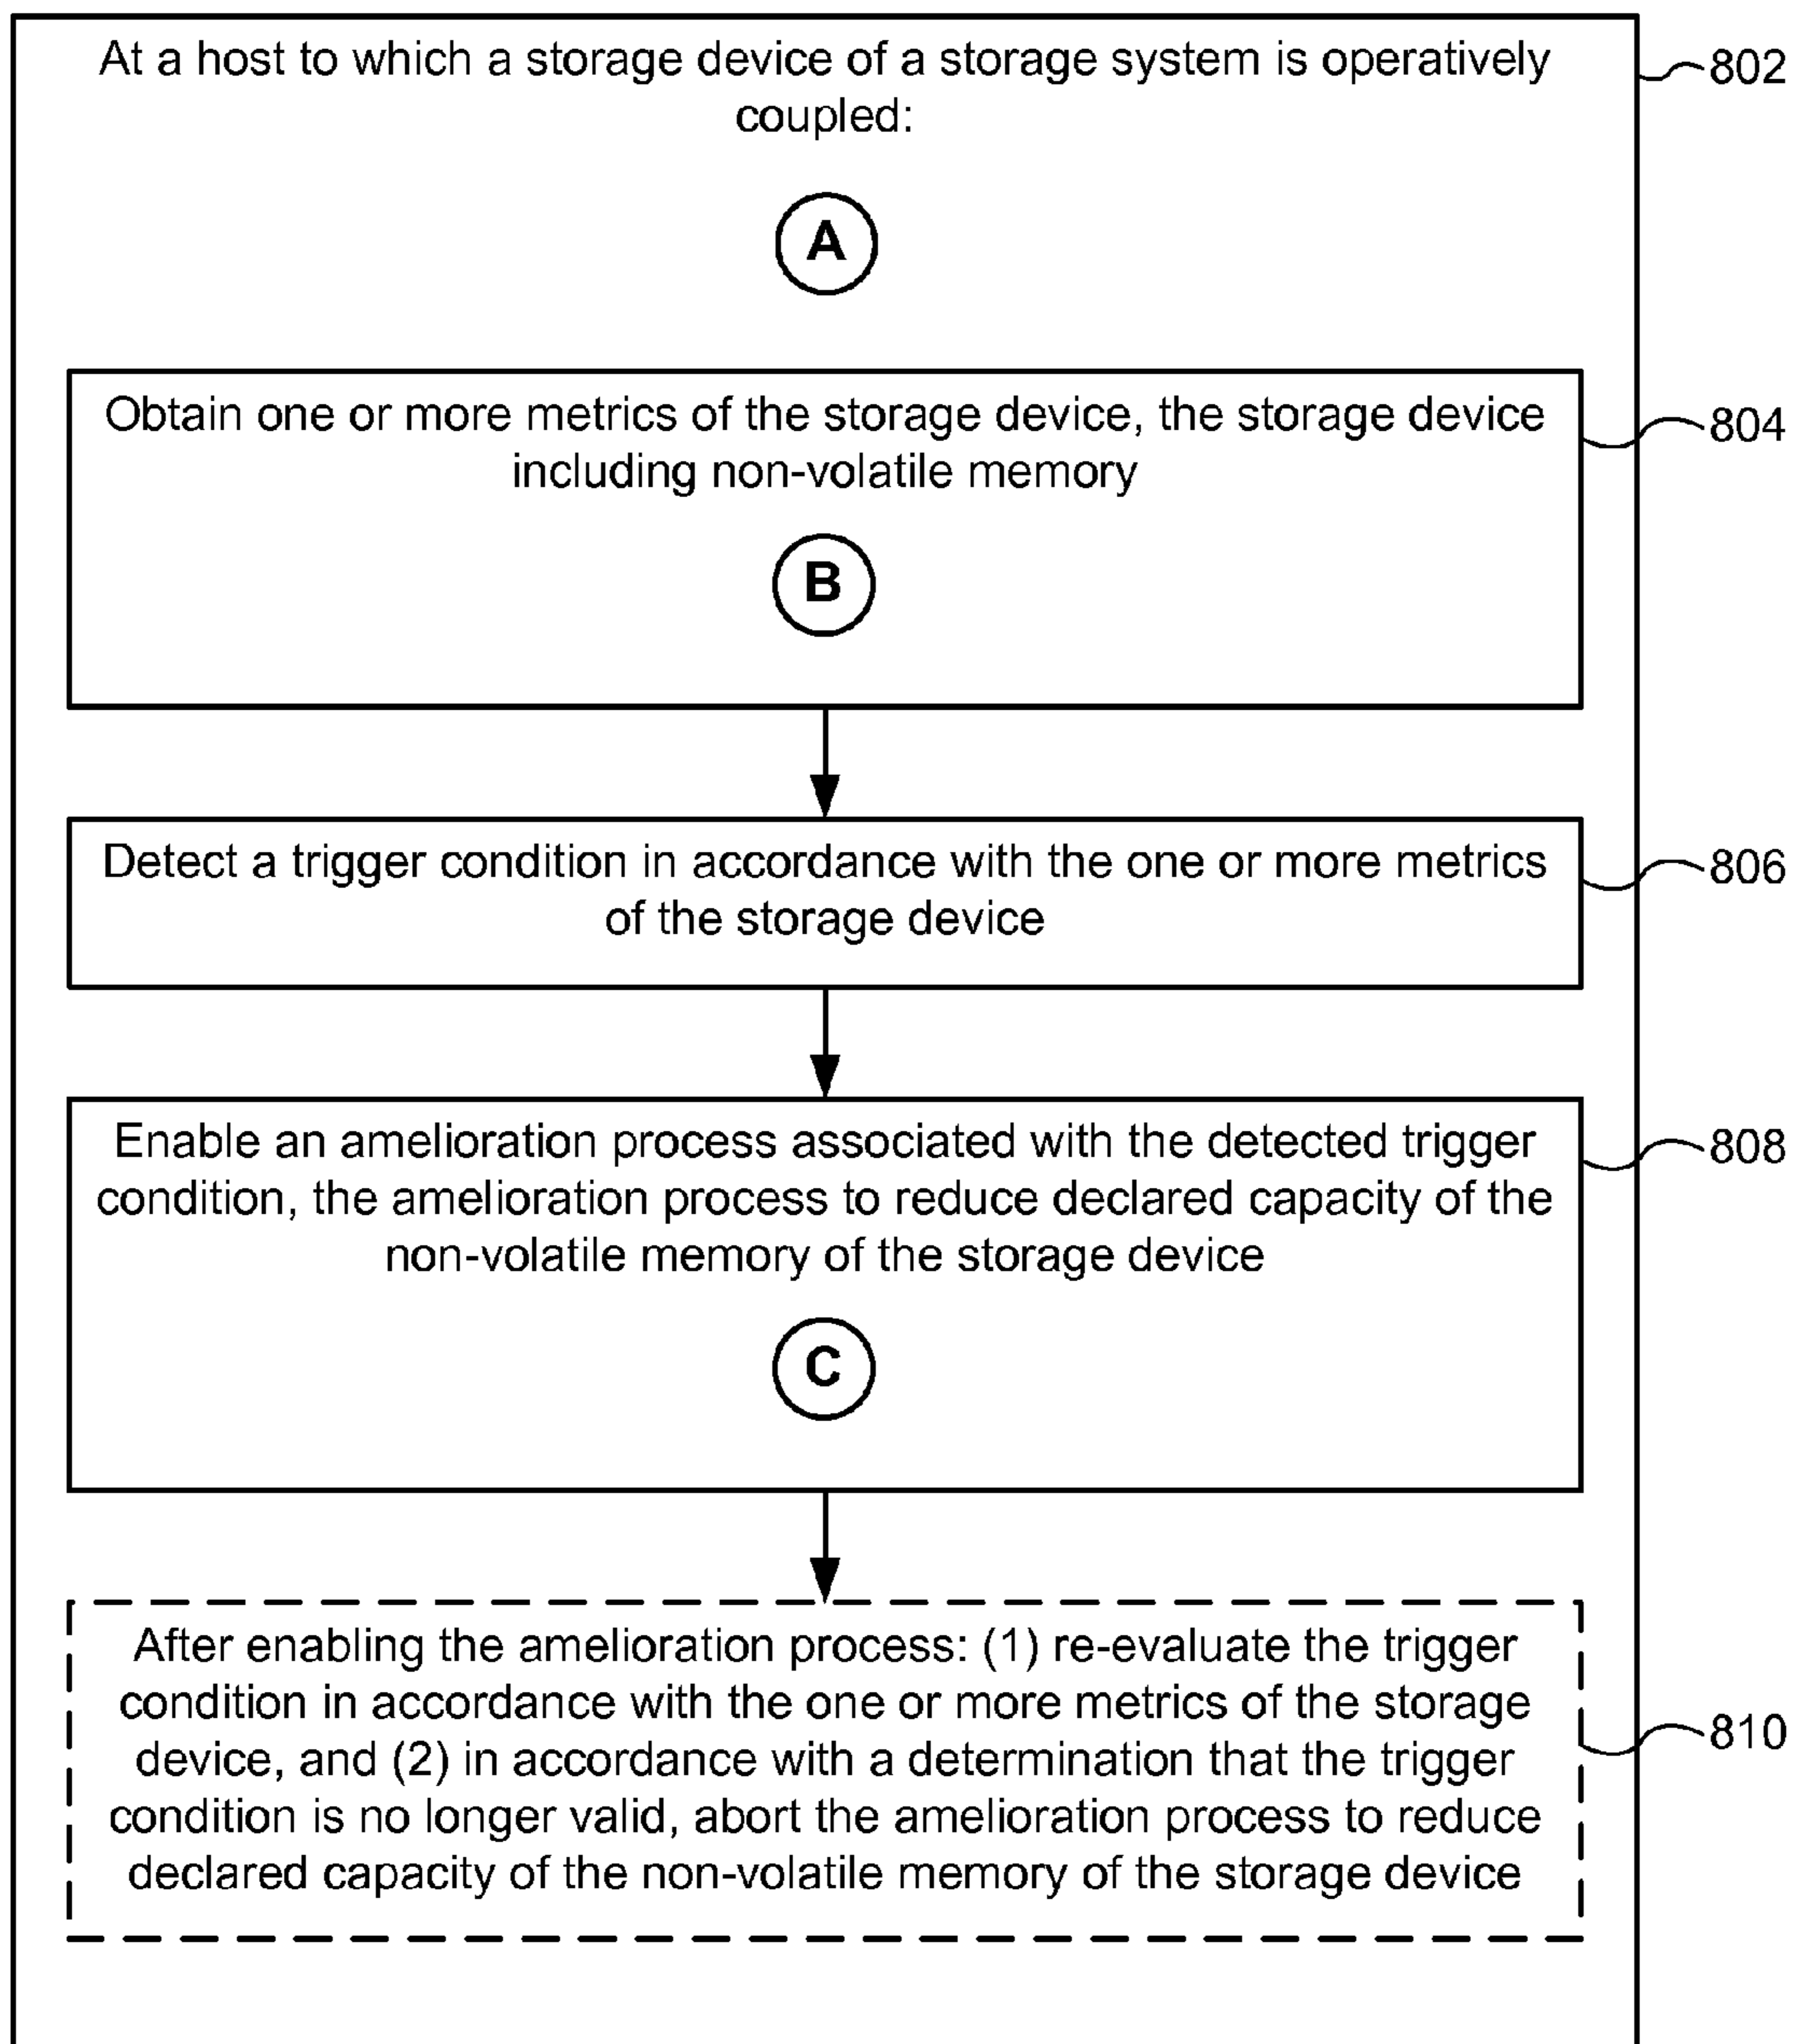 At a host to which a storage device of a storage system is operatively
coupled:
802
A
Obtain one or more metrics of the storage device, the storage device
including non-volatile memory
804
B
Detect a trigger condition in accordance with the one or more metrics
of the storage device
806
Enable an amelioration process associated with the detected trigger
condition, the amelioration process to reduce declared capacity of the
non-volatile memory of the storage device
808
C
After enabling the amelioration process: (1) re-evaluate the trigger
condition in accordance with the one or more metrics of the storage
device, and (2) in accordance with a determination that the trigger
condition is no longer valid, abort the amelioration process to reduce
declared capacity of the non-volatile memory of the storage device
810